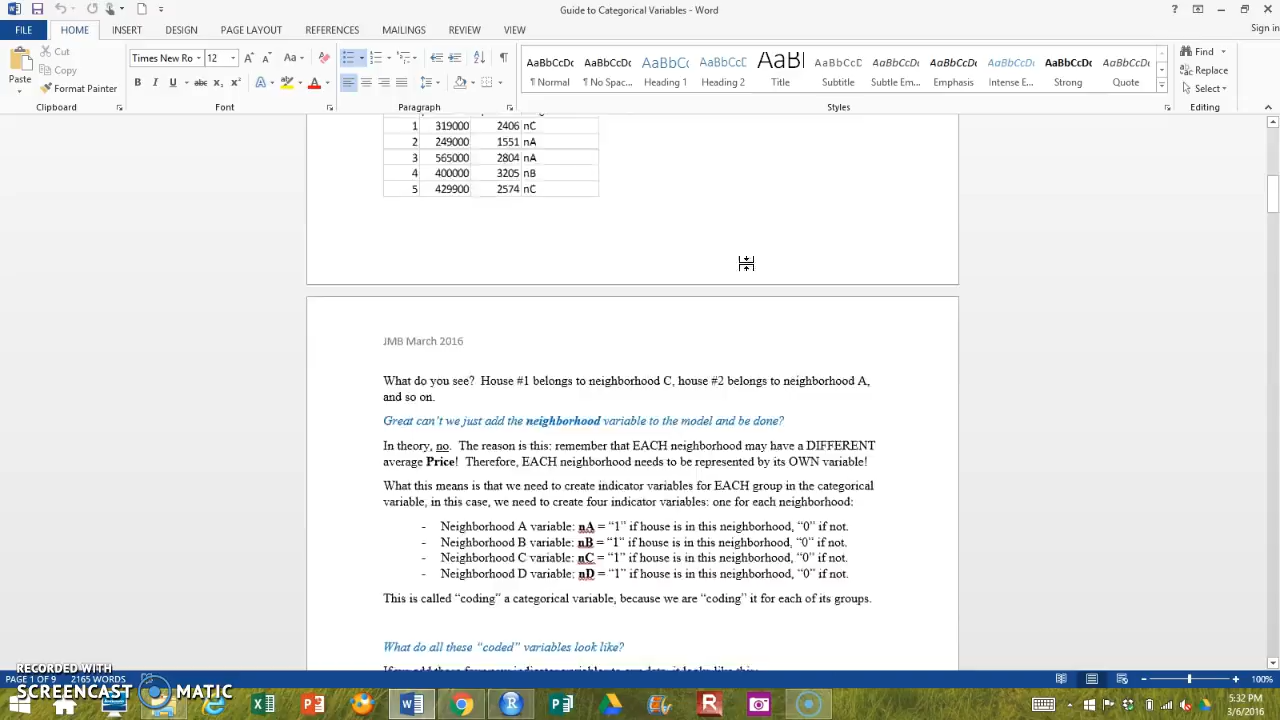 Guide to Categorical Variables - Word
FILE HOME INSERT DESIGN PAGE LAYOUT REFERENCES MAILINGS REVIEW VIEW Sign in
Cut
Copy
Format Painter
Paste
Clipboard
Times New Ro 12
Font
Paragraph
AaBbCcDc AaBbCcDc AaBbC AaBbCcD AaBl AaBbCcD AaBbCcDc AaBbCcDc AaBbCcDc AaBbCcDc AaBbCcDc
¶ Normal ¶ No Spac... Heading 1 Heading 2 Title Subtitle Subtle Em... Emphasis Intense E... Strong Quote
Styles
Find
Replace
Select
Editing
1 319000 2406 nC
2 249000 1551 nA
3 565000 2804 nA
4 400000 3205 nB
5 429900 2574 nC
JMB March 2016
What do you see? House #1 belongs to neighborhood C, house #2 belongs to neighborhood A,
and so on.
Great can't we just add the neighborhood variable to the model and be done?
In theory, no. The reason is this: remember that EACH neighborhood may have a DIFFERENT
average Price! Therefore, EACH neighborhood needs to be represented by its OWN variable!
What this means is that we need to create indicator variables for EACH group in the categorical
variable, in this case, we need to create four indicator variables: one for each neighborhood:
- Neighborhood A variable: nA = “1” if house is in this neighborhood, “0” if not.
- Neighborhood B variable: nB = “1“ if house is in this neighborhood, “0” if not.
- Neighborhood C variable: nC = “1” if house is in this neighborhood, “0” if not.
- Neighborhood D variable: nD = “1” if house is in this neighborhood, “0” if not.
This is called “coding” a categorical variable, because we are “coding” it for each of its groups.
What do all these “coded” variables look like?
RECORDED WITH
SCREENCAST MATIC
PAGE 1 OF 9 2165 WORDS
100%
5:32 PM
3/6/2016